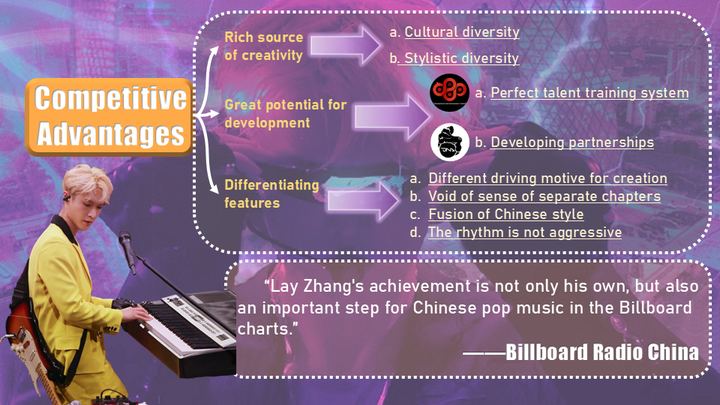 Competitive
Advantages
Rich source
of creativity
a. Cultural diversity
b. Stylistic diversity
Great potential for
development
a. Perfect talent training system
b. Developing partnerships
Differentiating
features
a. Different driving motive for creation
b. Void of sense of separate chapters
c. Fusion of Chinese style
d. The rhythm is not aggressive
"Lay Zhang's achievement is not only his own, but also
an important step for Chinese pop music in the Billboard
charts."
——Billboard Radio China